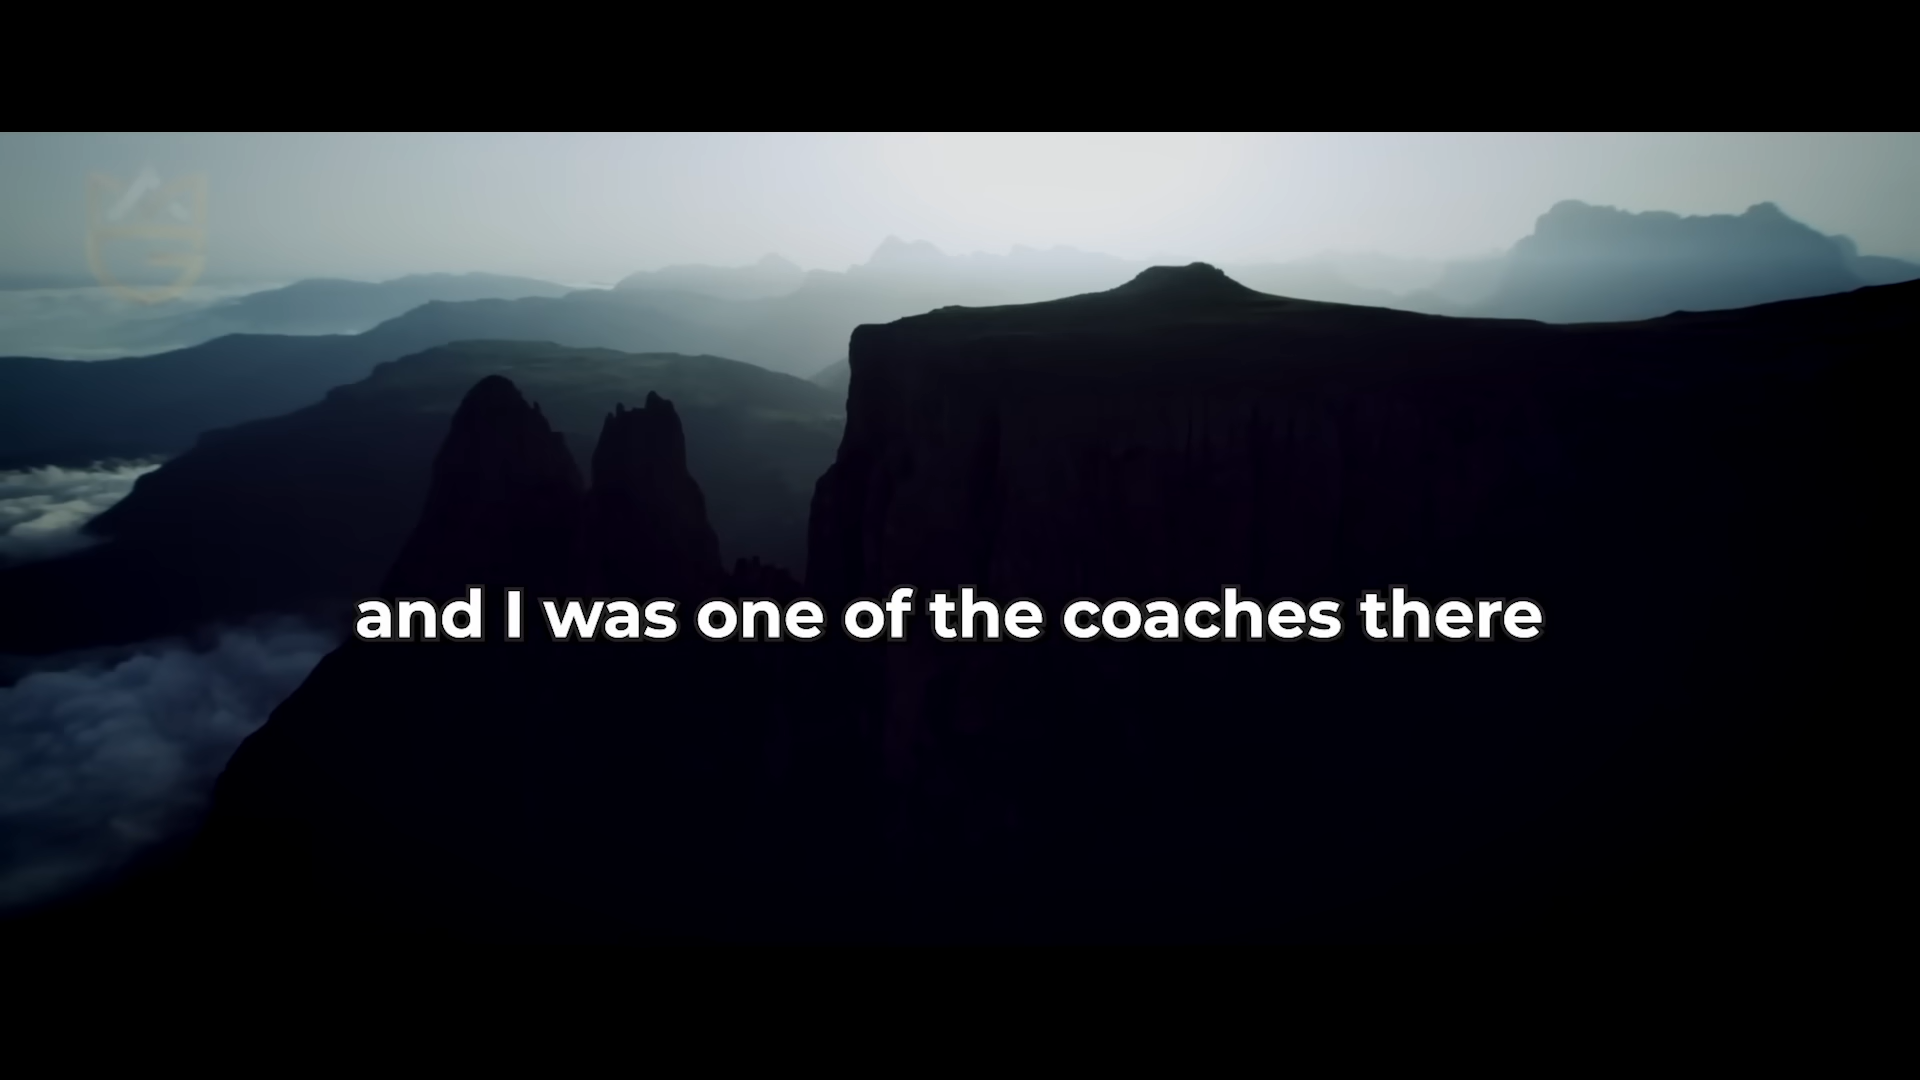 and I was one of the coaches there